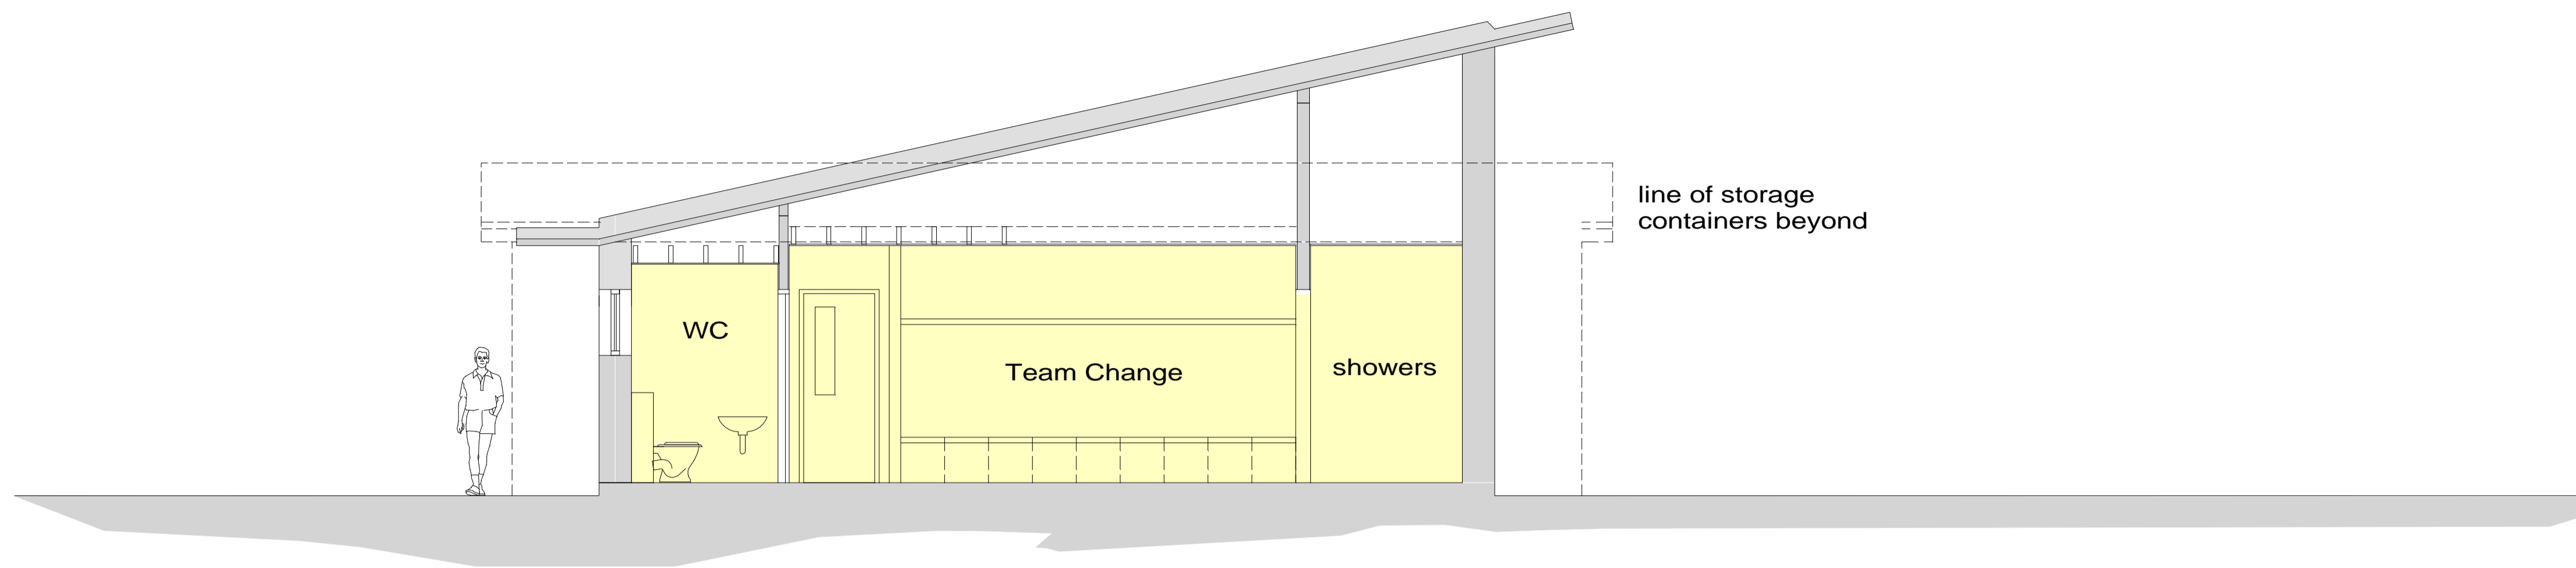 line of storage
containers beyond
WC
Team Change
showers